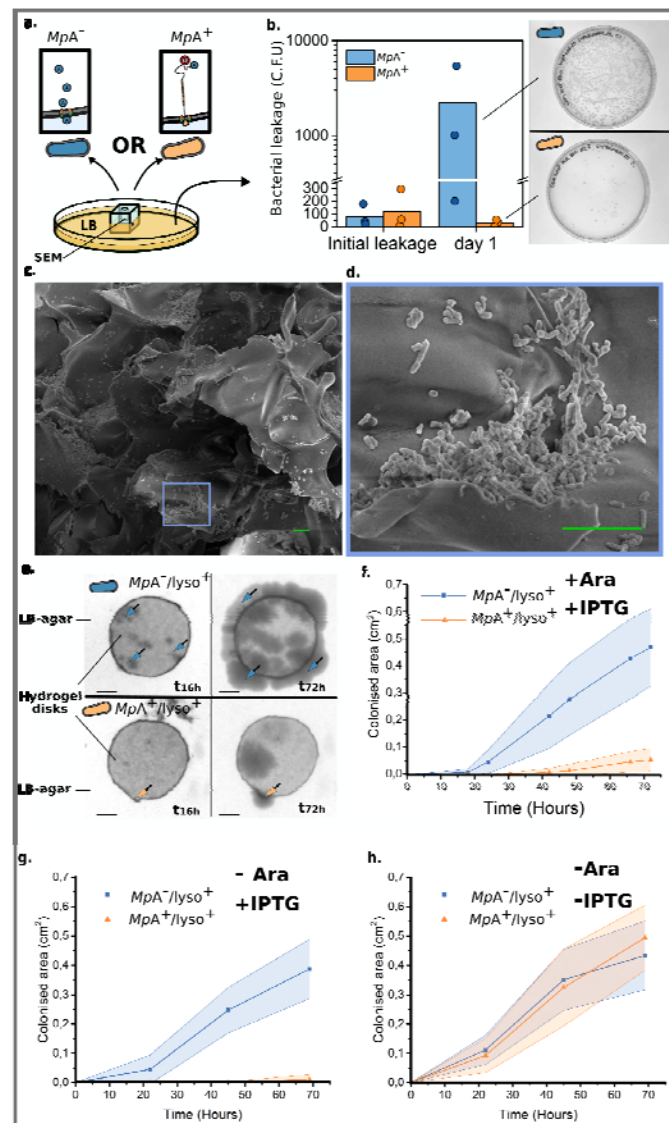 MpA⁻
MpA⁺
OR
LB
SEM
b.
Bacterial leakage (C.F.U)
10000
1000
300
200
100
0
MpA⁻
MpA⁺
Initial leakage
day 1
c.
d.
MpA⁻/lyso⁺
LB-agar
t16h
t72h
Hydrogel
disks
MpA⁺/lyso⁺
LB-agar
t16h
t72h
f.
Colonised area (cm²)
0,7
0,6
0,5
0,4
0,3
0,2
0,1
0,0
MpA⁻/lyso⁺
MpA⁺/lyso⁺
+Ara
+IPTG
0 10 20 30 40 50 60 70
Time (Hours)
g.
Colonised area (cm²)
0,7
0,6
0,5
0,4
0,3
0,2
0,1
0,0
MpA⁻/lyso⁺
MpA⁺/lyso⁺
- Ara
+IPTG
0 10 20 30 40 50 60 70
Time (Hours)
h.
Colonised area (cm²)
0,7
0,6
0,5
0,4
0,3
0,2
0,1
0,0
MpA⁻/lyso⁺
MpA⁺/lyso⁺
-Ara
-IPTG
0 10 20 30 40 50 60 70
Time (Hours)